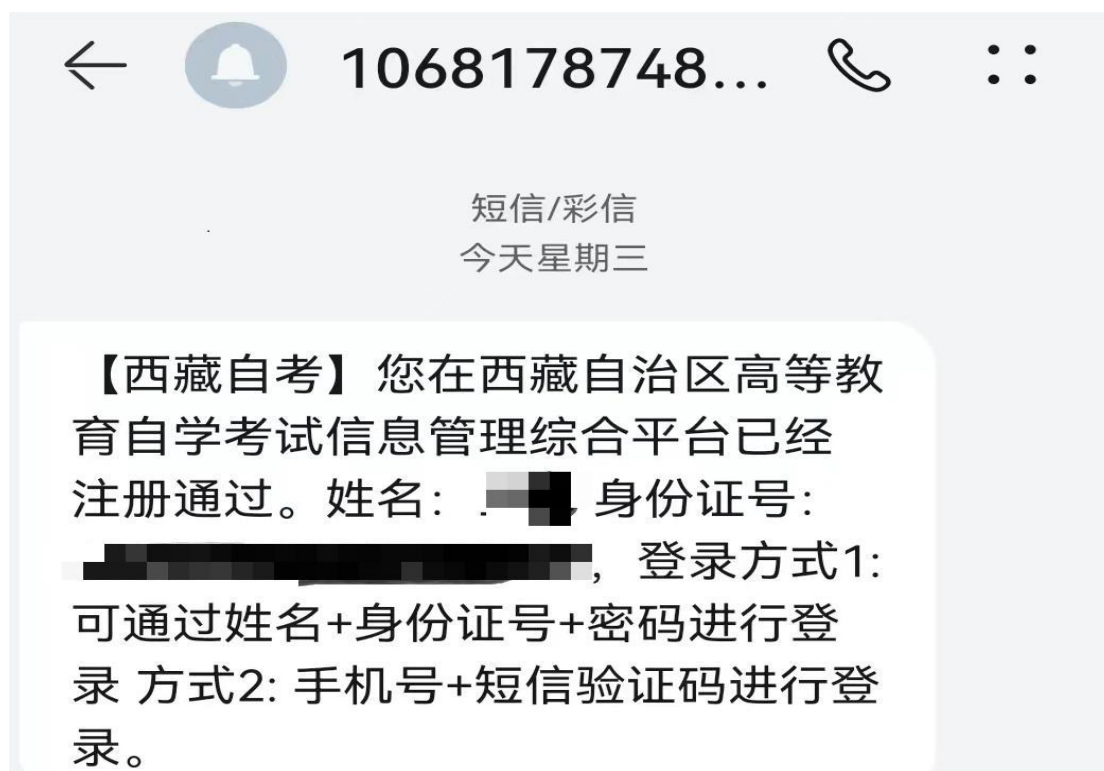 1068178748...
短信/彩信
今天星期三
【西藏自考】您在西藏自治区高等教
育自学考试信息管理综合平台已经
注册通过。姓名: 身份证号:
, 登录方式1:
可通过姓名+身份证号+密码进行登
录 方式2: 手机号+短信验证码进行登
录。